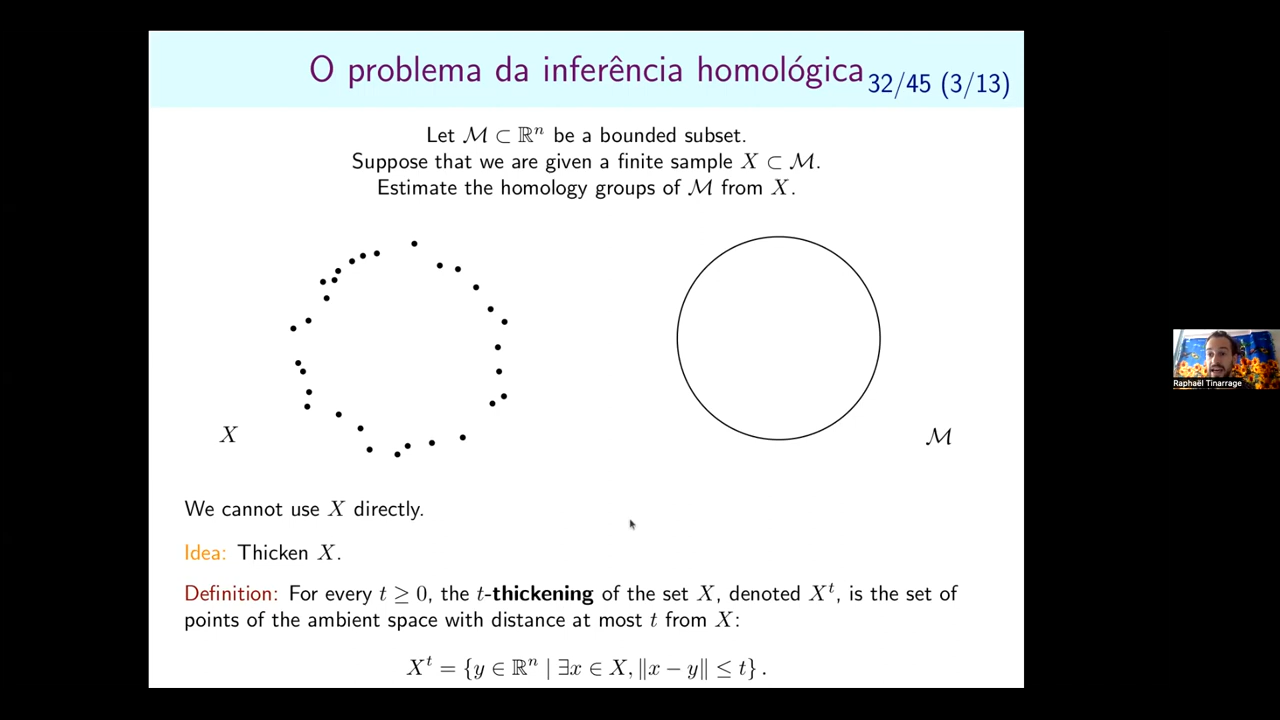 O problema da inferência homológica 32/45 (3/13)
Let ℳ ⊂ ℝⁿ be a bounded subset.
Suppose that we are given a finite sample X ⊂ ℳ.
Estimate the homology groups of ℳ from X.
X
ℳ
We cannot use X directly.
Idea: Thicken X.
Definition: For every t ≥ 0, the t-thickening of the set X, denoted Xᵗ, is the set of
points of the ambient space with distance at most t from X:
Xᵗ = {y ∈ ℝⁿ | ∃x ∈ X, ‖x − y‖ ≤ t} .
Raphaël Tinarrage